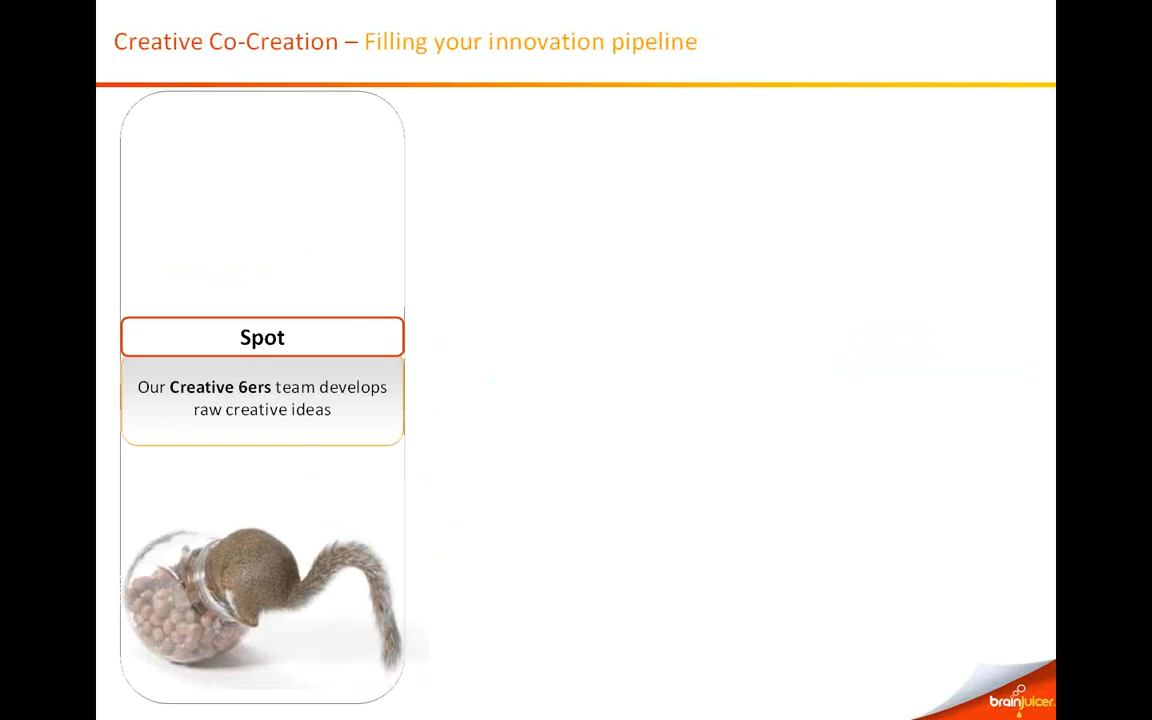 Creative Co-Creation – Filling your innovation pipeline
Spot
Our Creative 6ers team develops
raw creative ideas
brainjuicer.